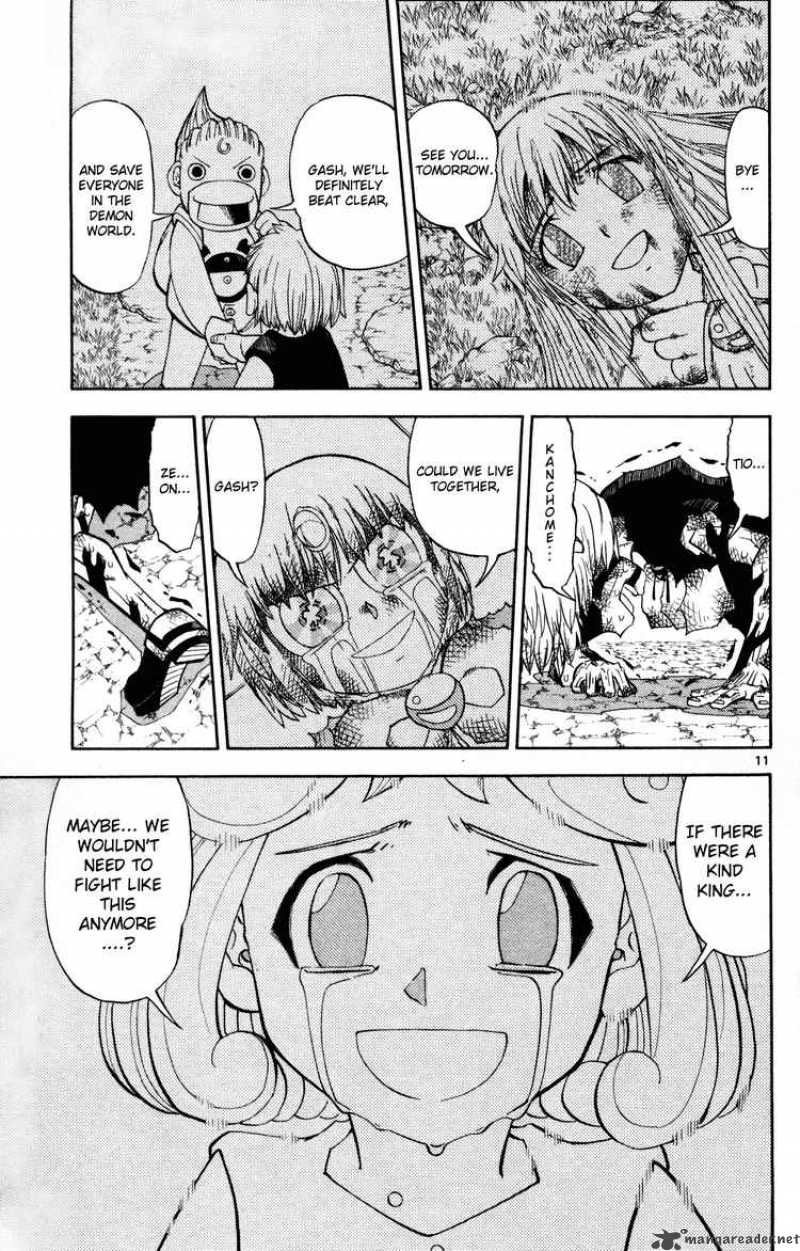 BYE
...
SEE YOU...
TOMORROW.
GASH, WE'LL
DEFINITELY
BEAT CLEAR,
AND SAVE
EVERYONE
IN THE
DEMON
WORLD.
TIO...
KANCHOME...
COULD WE LIVE
TOGETHER,
GASH?
ZE...
ON...
11
IF THERE
WERE A
KIND
KING...
MAYBE... WE
WOULDN'T
NEED TO
FIGHT LIKE
THIS
ANYMORE
....?
mangareader.net